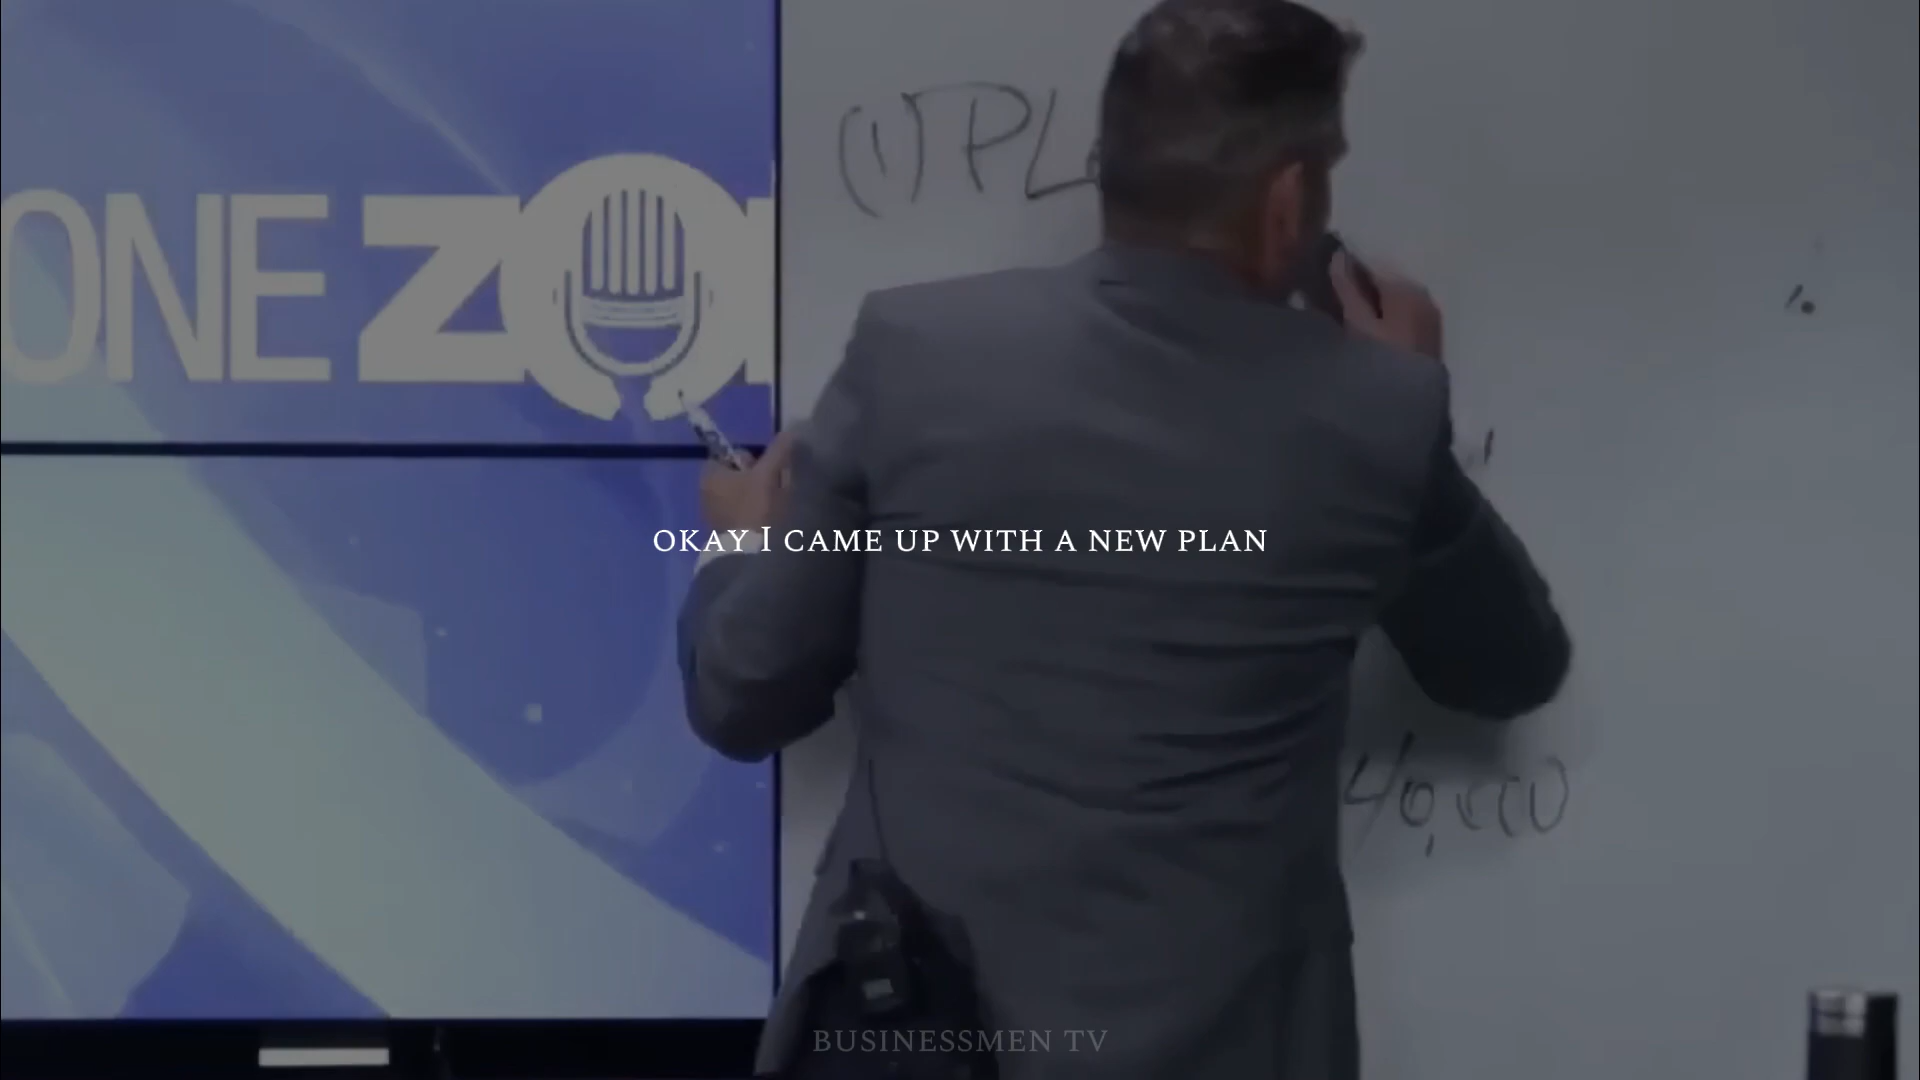 (1) PL
ONE ZO
OKAY I CAME UP WITH A NEW PLAN
40,000
BUSINESSMEN TV